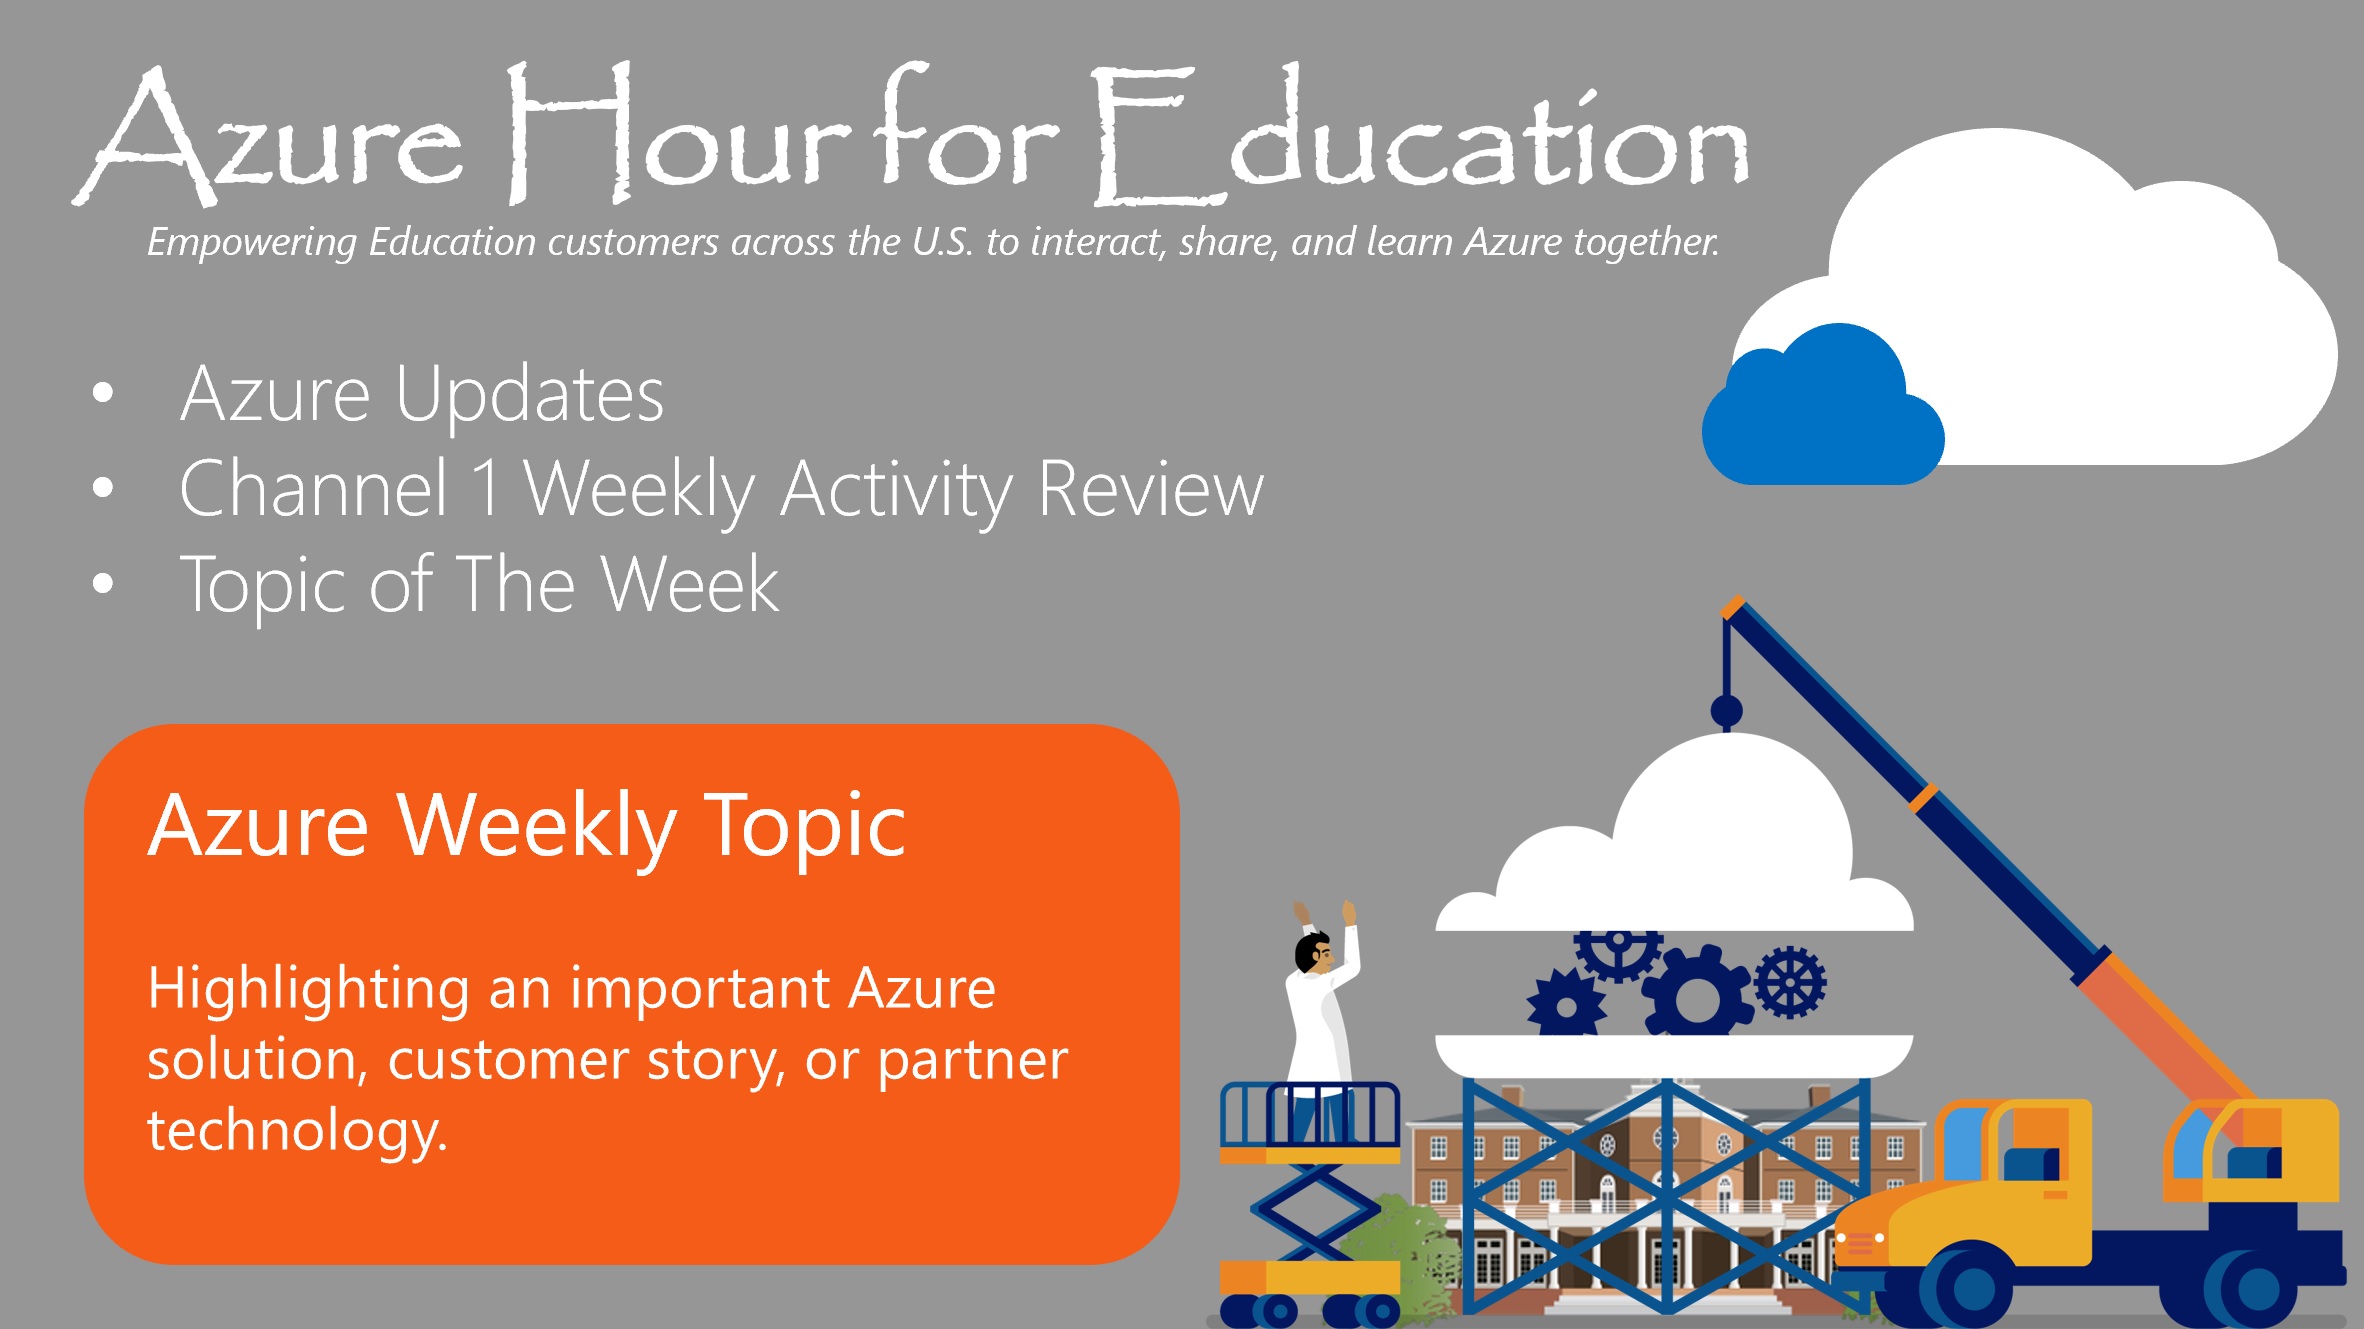 Azure Hour for Education
Empowering Education customers across the U.S. to interact, share, and learn Azure together.
• Azure Updates
• Channel 1 Weekly Activity Review
• Topic of The Week
Azure Weekly Topic
Highlighting an important Azure
solution, customer story, or partner
technology.